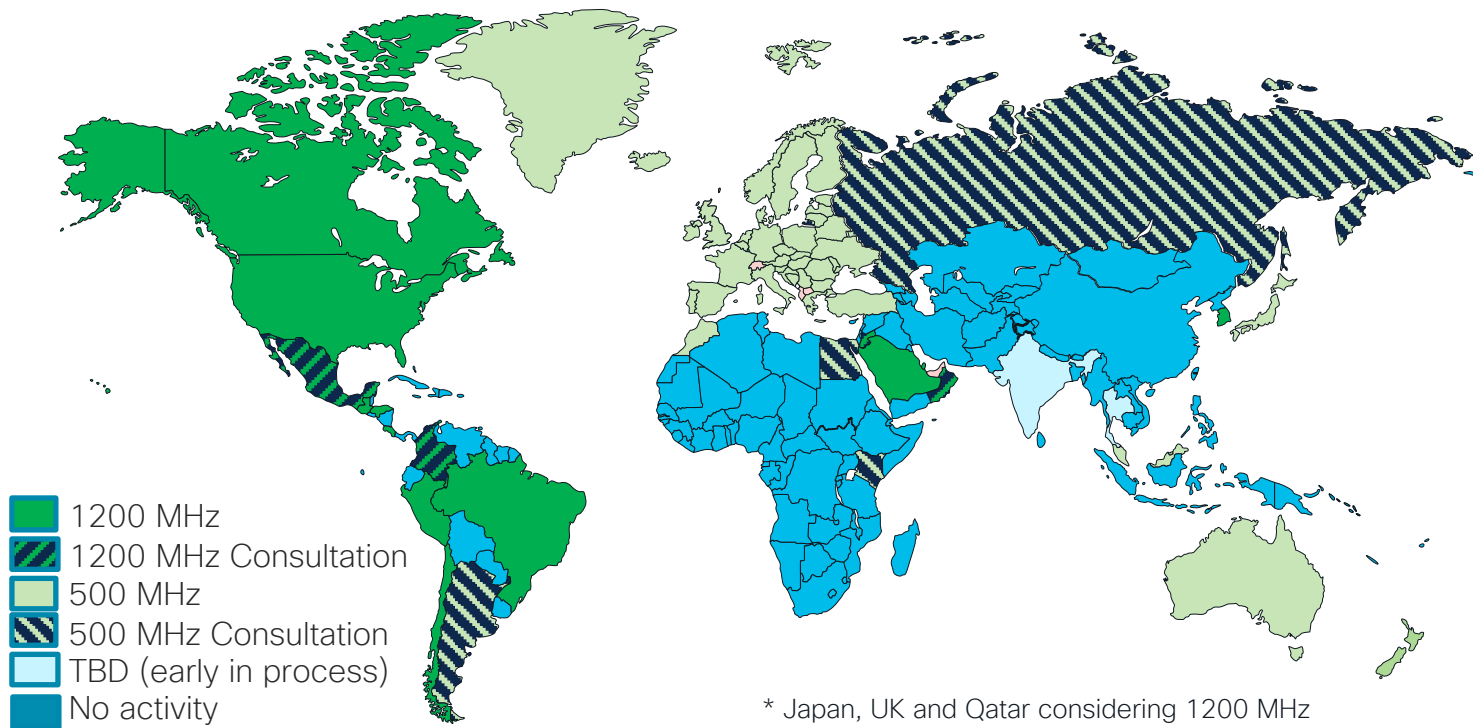 1200 MHz
1200 MHz Consultation
500 MHz
500 MHz Consultation
TBD (early in process)
No activity
* Japan, UK and Qatar considering 1200 MHz